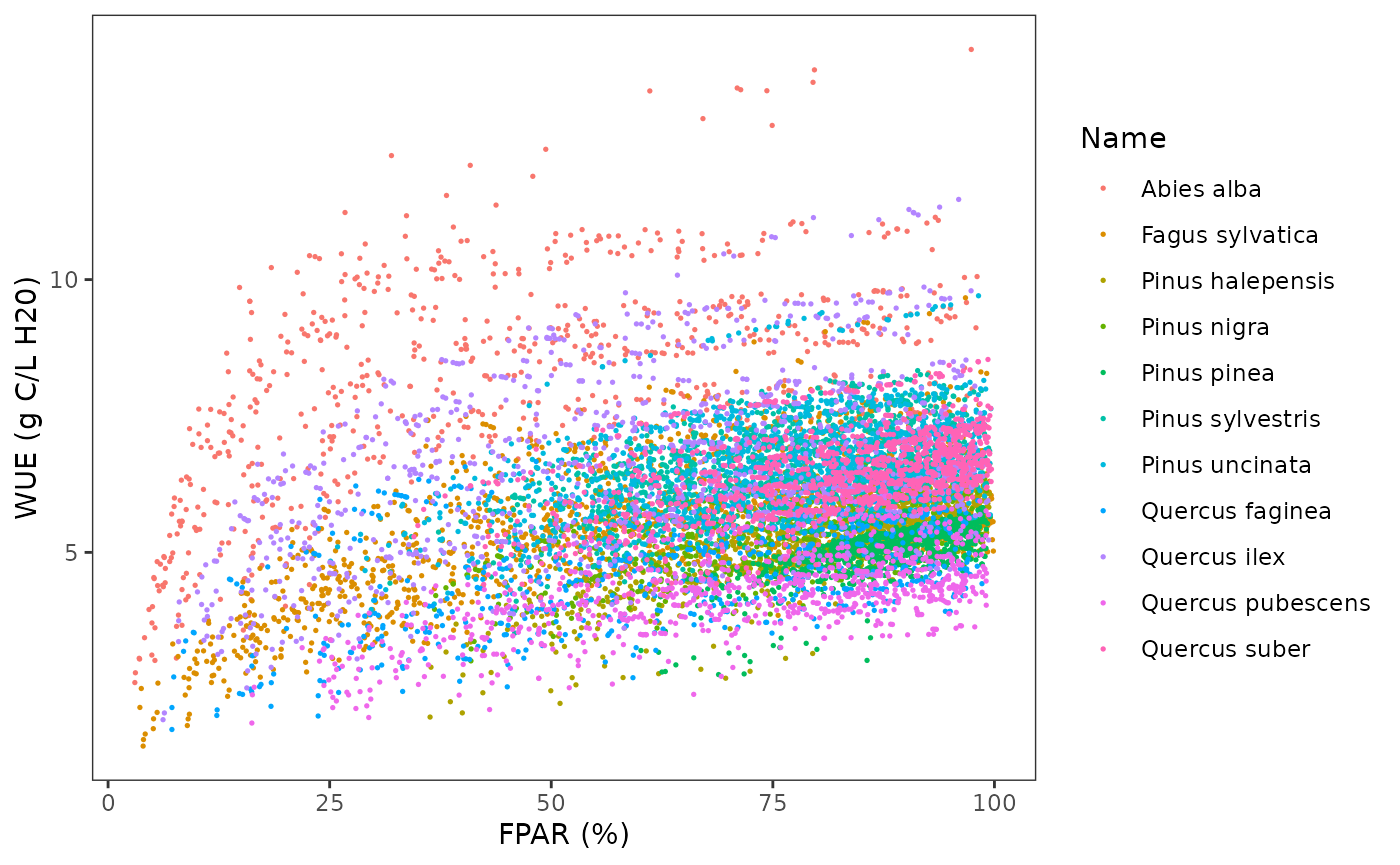 WUE (g C/L H20)
10
5
0
25
50
75
100
FPAR (%)
Name
Abies alba
Fagus sylvatica
Pinus halepensis
Pinus nigra
Pinus pinea
Pinus sylvestris
Pinus uncinata
Quercus faginea
Quercus ilex
Quercus pubescens
Quercus suber